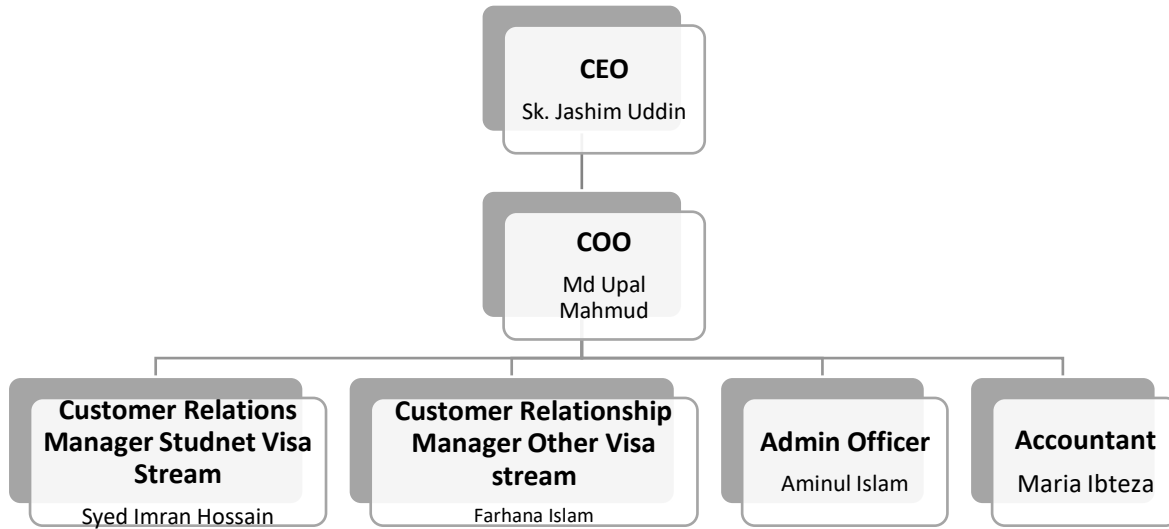 CEO
Sk. Jashim Uddin
COO
Md Upal
Mahmud
Customer Relations
Manager Studnet Visa
Stream
Syed Imran Hossain
Customer Relationship
Manager Other Visa
stream
Farhana Islam
Admin Officer
Aminul Islam
Accountant
Maria Ibteza